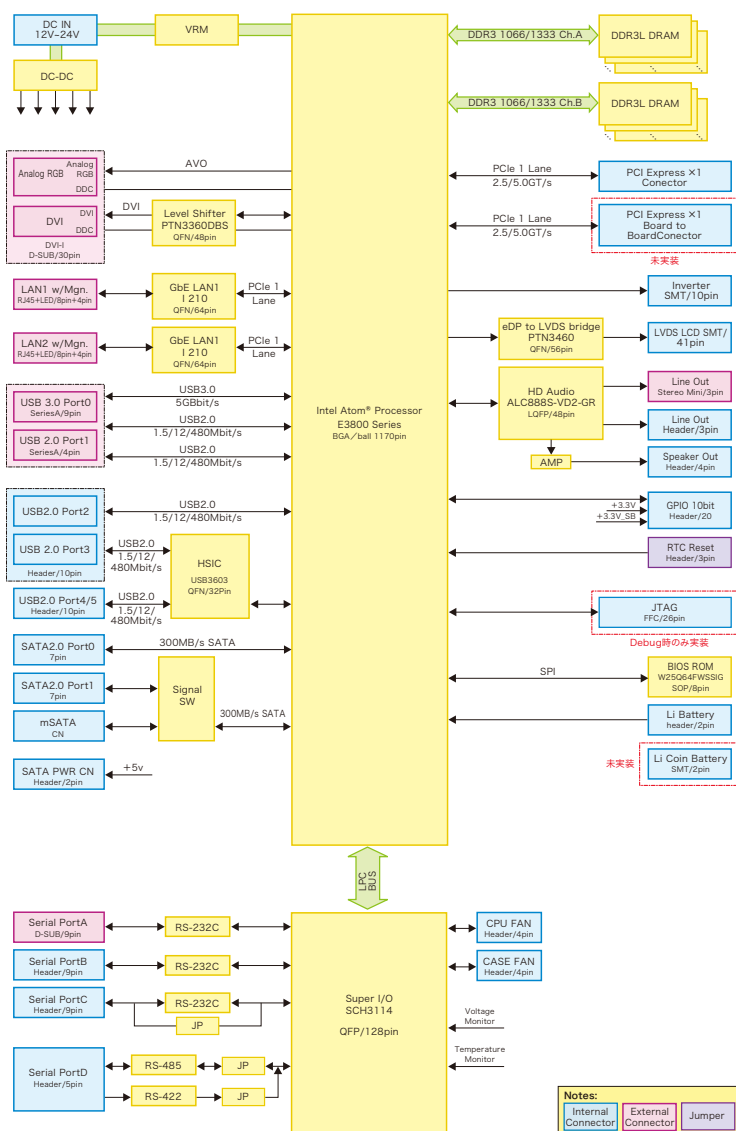 DC IN
12V~24V
VRM
DC-DC
DDR3 1066/1333 Ch.A
DDR3L DRAM
DDR3 1066/1333 Ch.B
DDR3L DRAM
Analog RGB
Analog
RGB
DDC
AVO
DVI
DVI
DDC
DVI-I
D-SUB/30pin
DVI
Level Shifter
PTN3360DBS
QFN/48pin
LAN1 w/Mgn.
RJ45+LED/8pin+4pin
GbE LAN1
I 210
QFN/64pin
PCIe 1
Lane
LAN2 w/Mgn.
RJ45+LED/8pin+4pin
GbE LAN1
I 210
QFN/64pin
PCIe 1
Lane
USB 3.0 Port0
SeriesA/9pin
USB 2.0 Port1
SeriesA/4pin
USB3.0
5GBbit/s
USB2.0
1.5/12/480Mbit/s
USB2.0
1.5/12/480Mbit/s
USB2.0 Port2
USB 2.0 Port3
Header/10pin
USB2.0
1.5/12/480Mbit/s
USB2.0
1.5/12/
480Mbit/s
HSIC
USB3603
QFN/32Pin
USB2.0 Port4/5
Header/10pin
USB2.0
1.5/12/
480Mbit/s
SATA2.0 Port0
7pin
300MB/s SATA
SATA2.0 Port1
7pin
Signal
SW
mSATA
CN
300MB/s SATA
SATA PWR CN
Header/2pin
+5v
Intel Atom® Processor
E3800 Series
BGA/ball 1170pin
PCIe 1 Lane
2.5/5.0GT/s
PCI Express ×1
Conector
PCIe 1 Lane
2.5/5.0GT/s
PCI Express ×1
Board to
BoardConector
未実装
Inverter
SMT/10pin
eDP to LVDS bridge
PTN3460
QFN/56pin
LVDS LCD SMT/
41pin
HD Audio
ALC888S-VD2-GR
LQFP/48pin
Line Out
Stereo Mini/3pin
Line Out
Header/3pin
AMP
Speaker Out
Header/4pin
+3.3V
+3.3V_SB
GPIO 10bit
Header/20
RTC Reset
Header/3pin
JTAG
FFC/26pin
Debug時のみ実装
SPI
BIOS ROM
W25Q64FWSSIG
SOP/8pin
Li Battery
header/2pin
未実装
Li Coin Battery
SMT/2pin
LPC
BUS
Serial PortA
D-SUB/9pin
RS-232C
Serial PortB
Header/9pin
RS-232C
Serial PortC
Header/9pin
RS-232C
JP
Serial PortD
Header/5pin
RS-485
JP
RS-422
JP
Super I/O
SCH3114
QFP/128pin
CPU FAN
Header/4pin
CASE FAN
Header/4pin
Voltage
Monitor
Temperature
Monitor
Notes:
Internal
Connector
External
Connector
Jumper